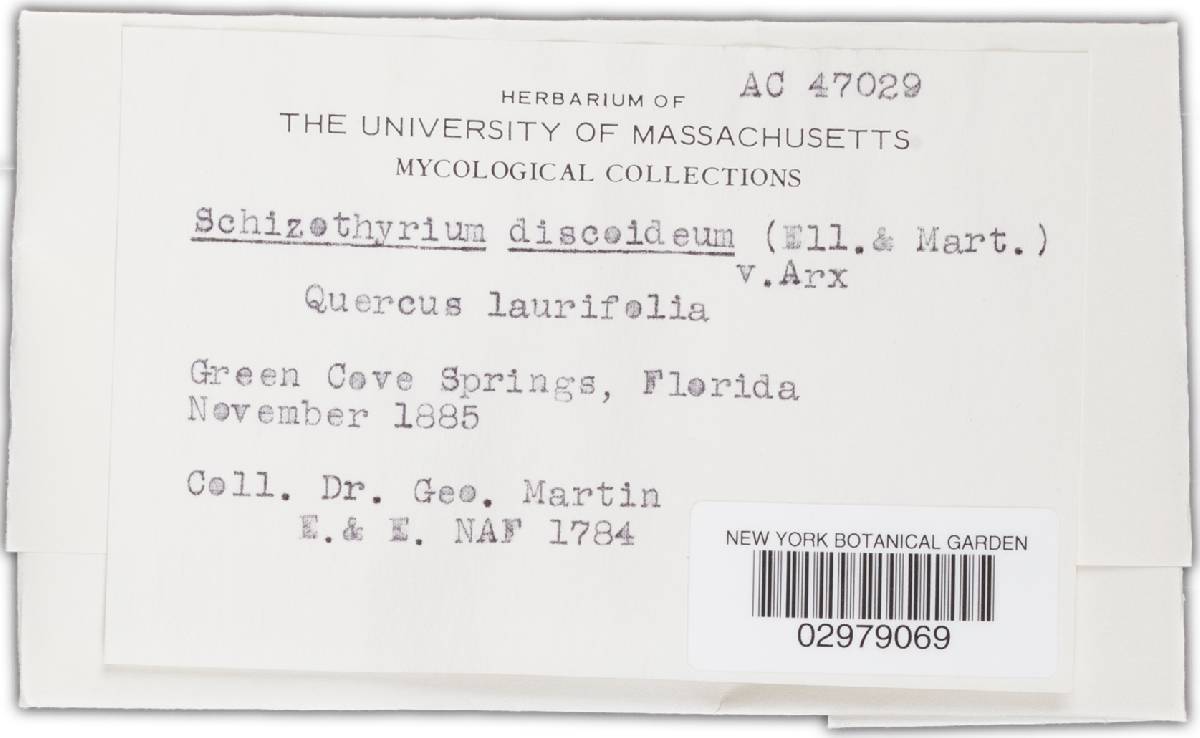 AC 47029
HERBARIUM OF
THE UNIVERSITY OF MASSACHUSETTS
MYCOLOGICAL COLLECTIONS
Schizothyrium discoideum (Ell.& Mart.)
v.Arx
Quercus laurifolia
Green Cove Springs, Florida
November 1885
Coll. Dr. Geo. Martin
E.& E. NAF 1784
NEW YORK BOTANICAL GARDEN
02979069